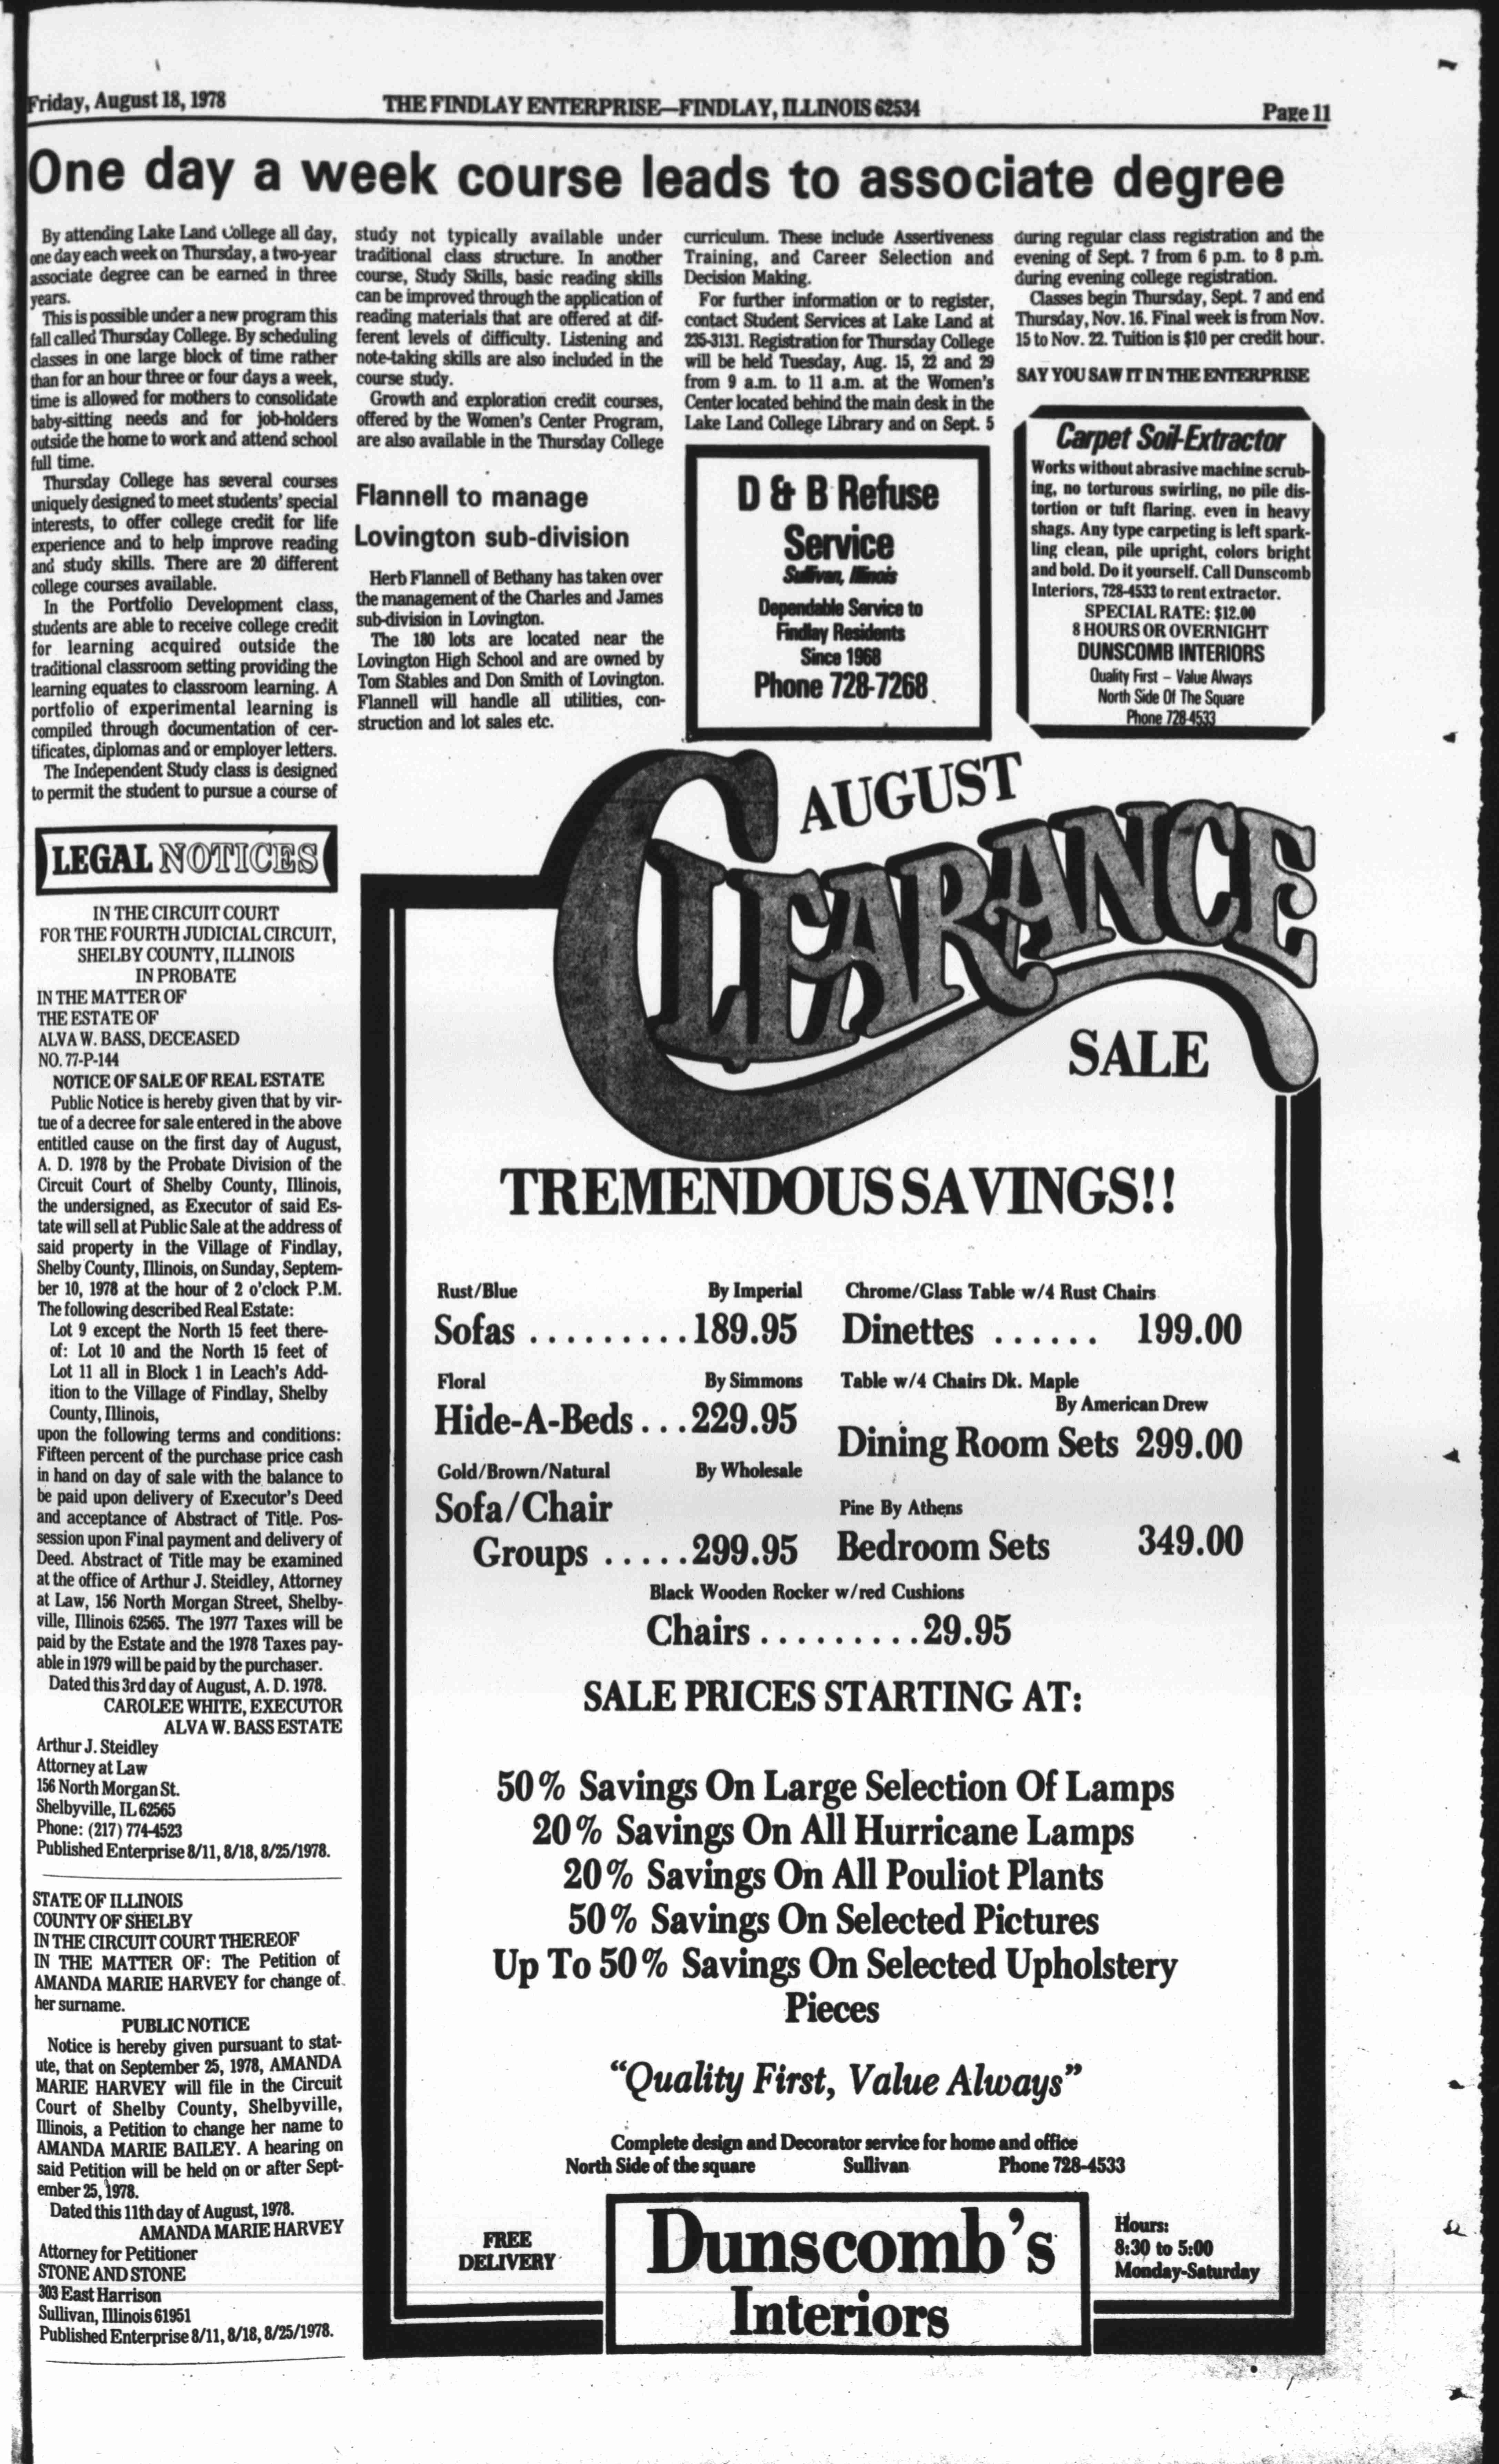 Friday, August 18, 1978
THE FINDLAY ENTERPRISE—FINDLAY, ILLINOIS 62534
Page 11
One day a week course leads to associate degree
By attending Lake Land College all day,
one day each week on Thursday, a two-year
associate degree can be earned in three
years.
This is possible under a new program this
fall called Thursday College. By scheduling
classes in one large block of time rather
than for an hour three or four days a week,
time is allowed for mothers to consolidate
baby-sitting needs and for job-holders
outside the home to work and attend school
full time.
Thursday College has several courses
uniquely designed to meet students' special
interests, to offer college credit for life
experience and to help improve reading
and study skills. There are 20 different
college courses available.
In the Portfolio Development class,
students are able to receive college credit
for learning acquired outside the
traditional classroom setting providing the
learning equates to classroom learning. A
portfolio of experimental learning is
compiled through documentation of cer-
tificates, diplomas and or employer letters.
The Independent Study class is designed
to permit the student to pursue a course of
study not typically available under
traditional class structure. In another
course, Study Skills, basic reading skills
can be improved through the application of
reading materials that are offered at dif-
ferent levels of difficulty. Listening and
note-taking skills are also included in the
course study.
Growth and exploration credit courses,
offered by the Women's Center Program,
are also available in the Thursday College
curriculum. These include Assertiveness
Training, and Career Selection and
Decision Making.
For further information or to register,
contact Student Services at Lake Land at
235-3131. Registration for Thursday College
will be held Tuesday, Aug. 15, 22 and 29
from 9 a.m. to 11 a.m. at the Women's
Center located behind the main desk in the
Lake Land College Library and on Sept. 5
during regular class registration and the
evening of Sept. 7 from 6 p.m. to 8 p.m.
during evening college registration.
Classes begin Thursday, Sept. 7 and end
Thursday, Nov. 16. Final week is from Nov.
15 to Nov. 22. Tuition is $10 per credit hour.
SAY YOU SAW IT IN THE ENTERPRISE
Flannell to manage
Lovington sub-division
Herb Flannell of Bethany has taken over
the management of the Charles and James
sub-division in Lovington.
The 180 lots are located near the
Lovington High School and are owned by
Tom Stables and Don Smith of Lovington.
Flannell will handle all utilities, con-
struction and lot sales etc.
D & B Refuse
Service
Sullivan, Illinois
Dependable Service to
Findlay Residents
Since 1968
Phone 728-7268
Carpet Soil-Extractor
Works without abrasive machine scrub-
ing, no torturous swirling, no pile dis-
tortion or tuft flaring, even in heavy
shags. Any type carpeting is left spark-
ling clean, pile upright, colors bright
and bold. Do it yourself. Call Dunscomb
Interiors, 728-4533 to rent extractor.
SPECIAL RATE: $12.00
8 HOURS OR OVERNIGHT
DUNSCOMB INTERIORS
Quality First – Value Always
North Side Of The Square
Phone 728-4533
LEGAL NOTICES
IN THE CIRCUIT COURT
FOR THE FOURTH JUDICIAL CIRCUIT,
SHELBY COUNTY, ILLINOIS
IN PROBATE
IN THE MATTER OF
THE ESTATE OF
ALVA W. BASS, DECEASED
NO. 77-P-144
NOTICE OF SALE OF REAL ESTATE
Public Notice is hereby given that by vir-
tue of a decree for sale entered in the above
entitled cause on the first day of August,
A. D. 1978 by the Probate Division of the
Circuit Court of Shelby County, Illinois,
the undersigned, as Executor of said Es-
tate will sell at Public Sale at the address of
said property in the Village of Findlay,
Shelby County, Illinois, on Sunday, Septem-
ber 10, 1978 at the hour of 2 o'clock P.M.
The following described Real Estate:
Lot 9 except the North 15 feet there-
of: Lot 10 and the North 15 feet of
Lot 11 all in Block 1 in Leach's Add-
ition to the Village of Findlay, Shelby
County, Illinois,
upon the following terms and conditions:
Fifteen percent of the purchase price cash
in hand on day of sale with the balance to
be paid upon delivery of Executor's Deed
and acceptance of Abstract of Title. Pos-
session upon Final payment and delivery of
Deed. Abstract of Title may be examined
at the office of Arthur J. Steidley, Attorney
at Law, 156 North Morgan Street, Shelby-
ville, Illinois 62565. The 1977 Taxes will be
paid by the Estate and the 1978 Taxes pay-
able in 1979 will be paid by the purchaser.
Dated this 3rd day of August, A. D. 1978.
CAROLEE WHITE, EXECUTOR
ALVA W. BASS ESTATE
Arthur J. Steidley
Attorney at Law
156 North Morgan St.
Shelbyville, IL 62565
Phone: (217) 774-4523
Published Enterprise 8/11, 8/18, 8/25/1978.
STATE OF ILLINOIS
COUNTY OF SHELBY
IN THE CIRCUIT COURT THEREOF
IN THE MATTER OF: The Petition of
AMANDA MARIE HARVEY for change of
her surname.
PUBLIC NOTICE
Notice is hereby given pursuant to stat-
ute, that on September 25, 1978, AMANDA
MARIE HARVEY will file in the Circuit
Court of Shelby County, Shelbyville,
Illinois, a Petition to change her name to
AMANDA MARIE BAILEY. A hearing on
said Petition will be held on or after Sept-
ember 25, 1978.
Dated this 11th day of August, 1978.
AMANDA MARIE HARVEY
Attorney for Petitioner
STONE AND STONE
303 East Harrison
Sullivan, Illinois 61951
Published Enterprise 8/11, 8/18, 8/25/1978.
AUGUST
CLEARANCE
SALE
TREMENDOUS SAVINGS!!
Rust/Blue By Imperial
Sofas ......... 189.95
Floral By Simmons
Hide-A-Beds ... 229.95
Gold/Brown/Natural By Wholesale
Sofa/Chair
Groups ..... 299.95
Chrome/Glass Table w/4 Rust Chairs
Dinettes ...... 199.00
Table w/4 Chairs Dk. Maple
By American Drew
Dining Room Sets 299.00
Pine By Athens
Bedroom Sets 349.00
Black Wooden Rocker w/red Cushions
Chairs ......... 29.95
SALE PRICES STARTING AT:
50% Savings On Large Selection Of Lamps
20% Savings On All Hurricane Lamps
20% Savings On All Pouliot Plants
50% Savings On Selected Pictures
Up To 50% Savings On Selected Upholstery
Pieces
"Quality First, Value Always"
Complete design and Decorator service for home and office
North Side of the square Sullivan Phone 728-4533
FREE
DELIVERY
Dunscomb's
Interiors
Hours:
8:30 to 5:00
Monday-Saturday